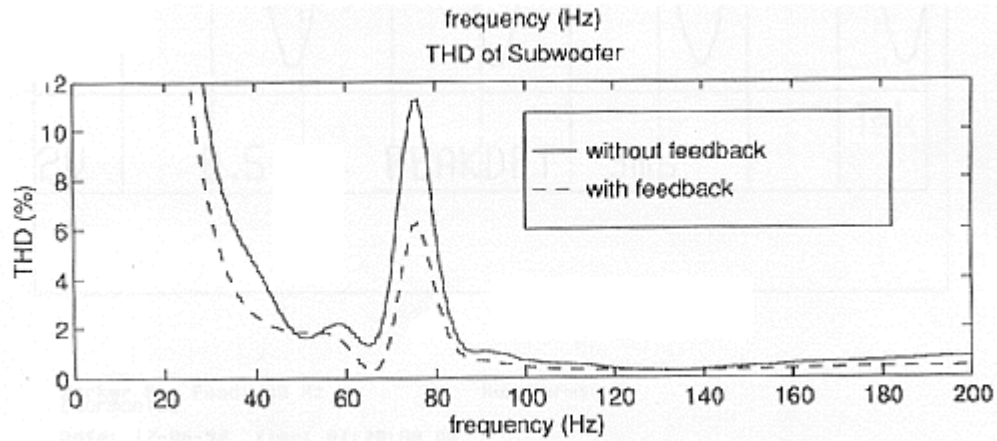 frequency (Hz)
THD of Subwoofer
12
10
8
6
4
2
0
THD (%)
without feedback
with feedback
0 20 40 60 80 100 120 140 160 180 200
frequency (Hz)